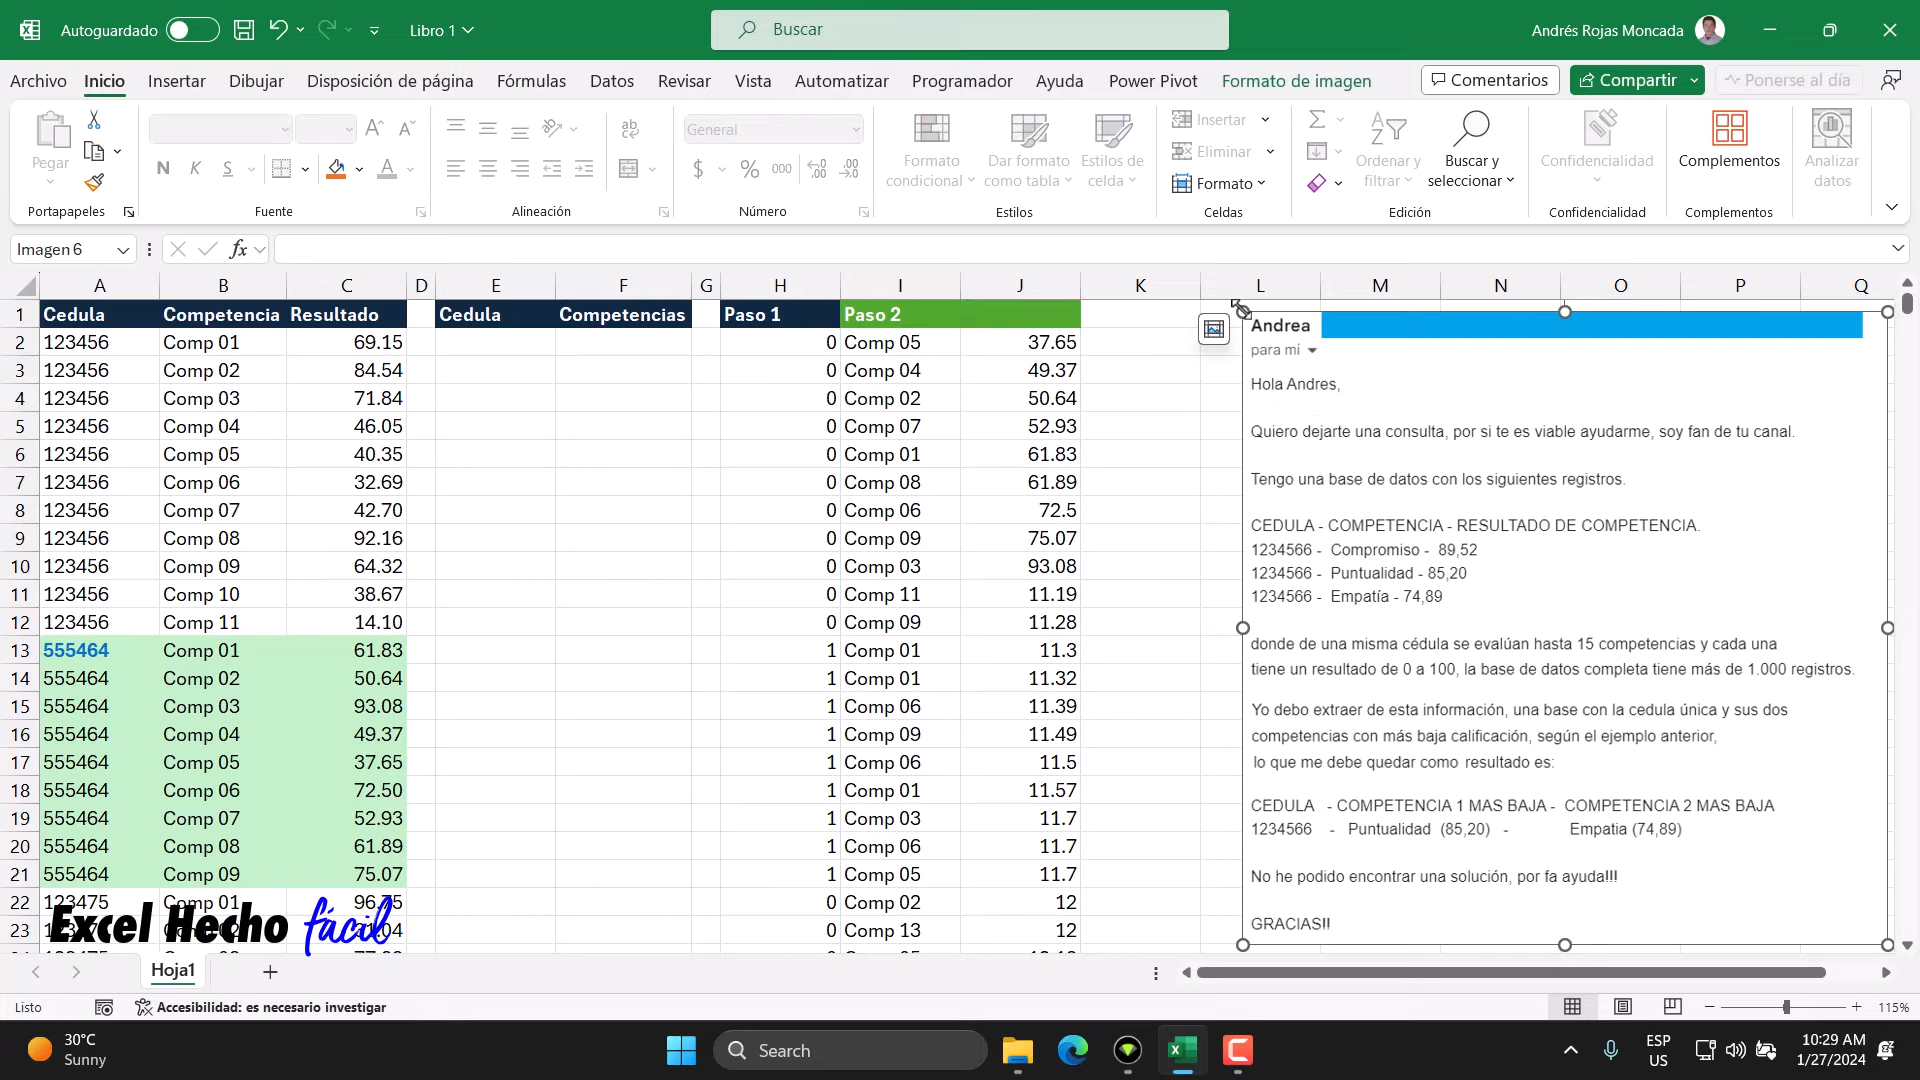 Autoguardado
Libro 1
Buscar
Andrés Rojas Moncada
Archivo Inicio Insertar Dibujar Disposición de página Fórmulas Datos Revisar Vista Automatizar Programador Ayuda Power Pivot Formato de imagen Comentarios Compartir Ponerse al día
Pegar
Portapapeles
N K S
Fuente
ab
Alineación
General
$ % 000
Número
Formato condicional
Dar formato como tabla
Estilos de celda
Estilos
Insertar
Eliminar
Formato
Celdas
Ordenar y filtrar
Buscar y seleccionar
Edición
Confidencialidad
Confidencialidad
Complementos
Complementos
Analizar datos
Imagen 6
fx
A B C D E F G H I J K L M N O P Q
1 Cedula Competencia Resultado Cedula Competencias Paso 1 Paso 2
2 123456 Comp 01 69.15 0 Comp 05 37.65
3 123456 Comp 02 84.54 0 Comp 04 49.37
4 123456 Comp 03 71.84 0 Comp 02 50.64
5 123456 Comp 04 46.05 0 Comp 07 52.93
6 123456 Comp 05 40.35 0 Comp 01 61.83
7 123456 Comp 06 32.69 0 Comp 08 61.89
8 123456 Comp 07 42.70 0 Comp 06 72.5
9 123456 Comp 08 92.16 0 Comp 09 75.07
10 123456 Comp 09 64.32 0 Comp 03 93.08
11 123456 Comp 10 38.67 0 Comp 11 11.19
12 123456 Comp 11 14.10 0 Comp 09 11.28
13 555464 Comp 01 61.83 1 Comp 01 11.3
14 555464 Comp 02 50.64 1 Comp 01 11.32
15 555464 Comp 03 93.08 1 Comp 06 11.39
16 555464 Comp 04 49.37 1 Comp 09 11.49
17 555464 Comp 05 37.65 1 Comp 06 11.5
18 555464 Comp 06 72.50 1 Comp 01 11.57
19 555464 Comp 07 52.93 1 Comp 03 11.7
20 555464 Comp 08 61.89 1 Comp 06 11.7
21 555464 Comp 09 75.07 1 Comp 05 11.7
22 123475 Comp 01 96.75 0 Comp 02 12
23 0 Comp 13 12
Excel Hecho fácil
Andrea
para mí
Hola Andres,
Quiero dejarte una consulta, por si te es viable ayudarme, soy fan de tu canal.
Tengo una base de datos con los siguientes registros.
CEDULA - COMPETENCIA - RESULTADO DE COMPETENCIA.
1234566 - Compromiso - 89,52
1234566 - Puntualidad - 85,20
1234566 - Empatía - 74,89
donde de una misma cédula se evalúan hasta 15 competencias y cada una
tiene un resultado de 0 a 100, la base de datos completa tiene más de 1.000 registros.
Yo debo extraer de esta información, una base con la cedula única y sus dos
competencias con más baja calificación, según el ejemplo anterior,
lo que me debe quedar como resultado es:
CEDULA - COMPETENCIA 1 MAS BAJA - COMPETENCIA 2 MAS BAJA
1234566 - Puntualidad (85,20) - Empatia (74,89)
No he podido encontrar una solución, por fa ayuda!!!
GRACIAS!!
Hoja1
Listo
Accesibilidad: es necesario investigar
115%
30°C
Sunny
Search
ESP
US
10:29 AM
1/27/2024